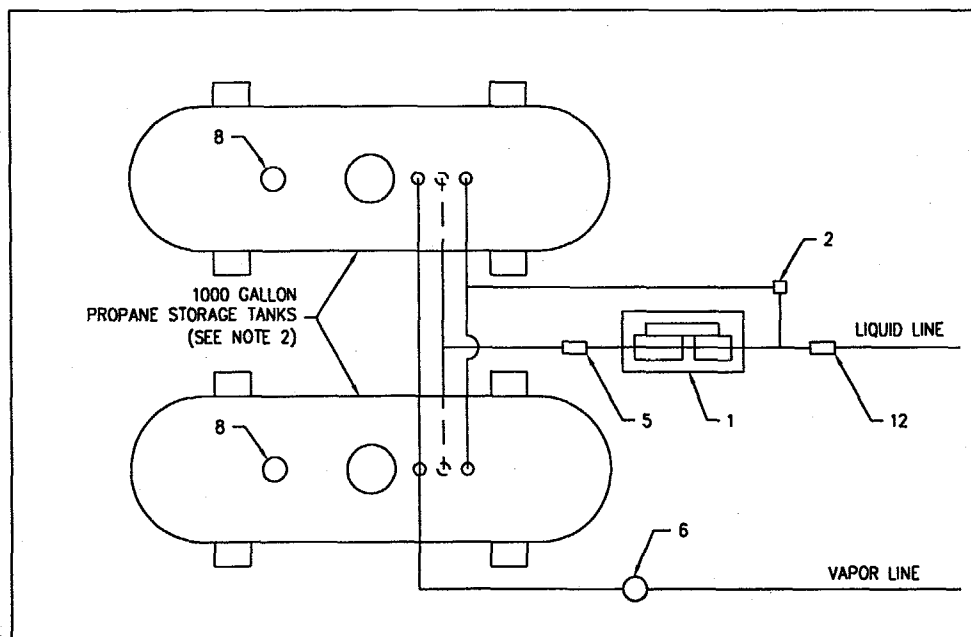 8
2
1000 GALLON
PROPANE STORAGE TANKS
(SEE NOTE 2)
LIQUID LINE
8
5
1
12
6
VAPOR LINE